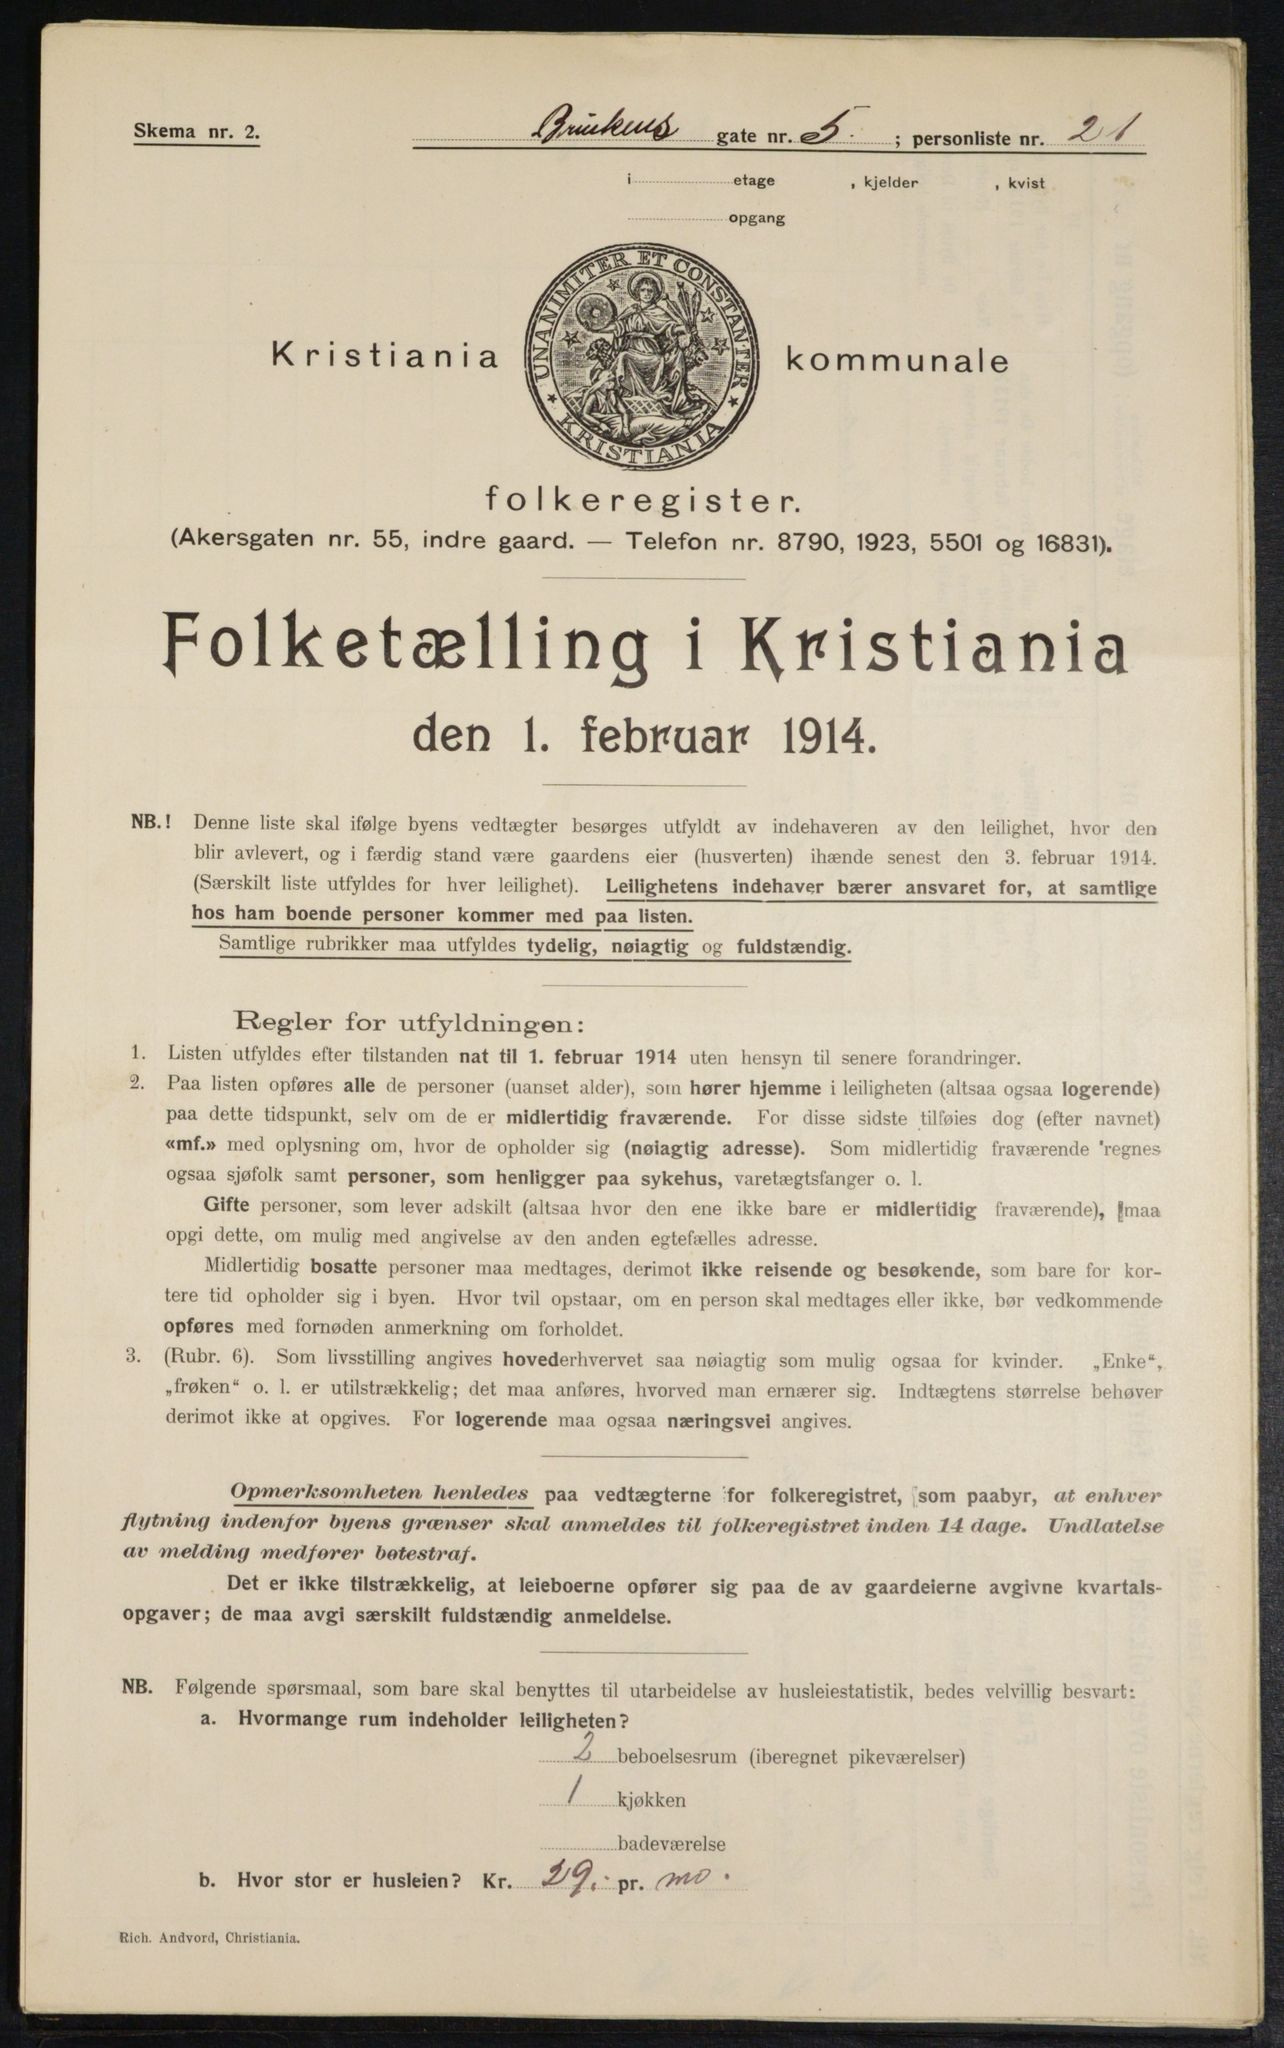 Skema nr. 2.
Brinkens gate nr. 5. ; personliste nr. 21
i etage , kjelder , kvist
opgang
UNANIMITER ET CONSTANTER
KRISTIANIA
Kristiania kommunale
folkeregister.
(Akersgaten nr. 55, indre gaard. — Telefon nr. 8790, 1923, 5501 og 16831).
Folketælling i Kristiania
den 1. februar 1914.
NB.! Denne liste skal ifølge byens vedtægter besørges utfyldt av indehaveren av den leilighet, hvor den
blir avlevert, og i færdig stand være gaardens eier (husverten) ihænde senest den 3. februar 1914.
(Særskilt liste utfyldes for hver leilighet). Leilighetens indehaver bærer ansvaret for, at samtlige
hos ham boende personer kommer med paa listen.
Samtlige rubrikker maa utfyldes tydelig, nøiagtig og fuldstændig.
Regler for utfyldningen:
1. Listen utfyldes efter tilstanden nat til 1. februar 1914 uten hensyn til senere forandringer.
2. Paa listen opføres alle de personer (uanset alder), som hører hjemme i leiligheten (altsaa ogsaa logerende)
paa dette tidspunkt, selv om de er midlertidig fraværende. For disse sidste tilføies dog (efter navnet)
«mf.» med oplysning om, hvor de opholder sig (nøiagtig adresse). Som midlertidig fraværende regnes
ogsaa sjøfolk samt personer, som henligger paa sykehus, varetægtsfanger o. l.
Gifte personer, som lever adskilt (altsaa hvor den ene ikke bare er midlertidig fraværende), maa
opgi dette, om mulig med angivelse av den anden egtefælles adresse.
Midlertidig bosatte personer maa medtages, derimot ikke reisende og besøkende, som bare for kor-
tere tid opholder sig i byen. Hvor tvil opstaar, om en person skal medtages eller ikke, bør vedkommende
opføres med fornøden anmerkning om forholdet.
3. (Rubr. 6). Som livsstilling angives hovederhvervet saa nøiagtig som mulig ogsaa for kvinder. „Enke“,
„frøken“ o. l. er utilstrækkelig; det maa anføres, hvorved man ernærer sig. Indtægtens størrelse behøver
derimot ikke at opgives. For logerende maa ogsaa næringsvei angives.
Opmerksomheten henledes paa vedtægterne for folkeregistret, som paabyr, at enhver
flytning indenfor byens grænser skal anmeldes til folkeregistret inden 14 dage. Undlatelse
av melding medfører bøtestraf.
Det er ikke tilstrækkelig, at leieboerne opfører sig paa de av gaardeierne avgivne kvartals-
opgaver; de maa avgi særskilt fuldstændig anmeldelse.
NB. Følgende spørsmaal, som bare skal benyttes til utarbeidelse av husleiestatistik, bedes velvillig besvart:
a. Hvormange rum indeholder leiligheten?
2 beboelsesrum (iberegnet pikeværelser)
1 kjøkken
badeværelse
b. Hvor stor er husleien? Kr. 29.- pr. mo.
Rich. Andvord, Christiania.